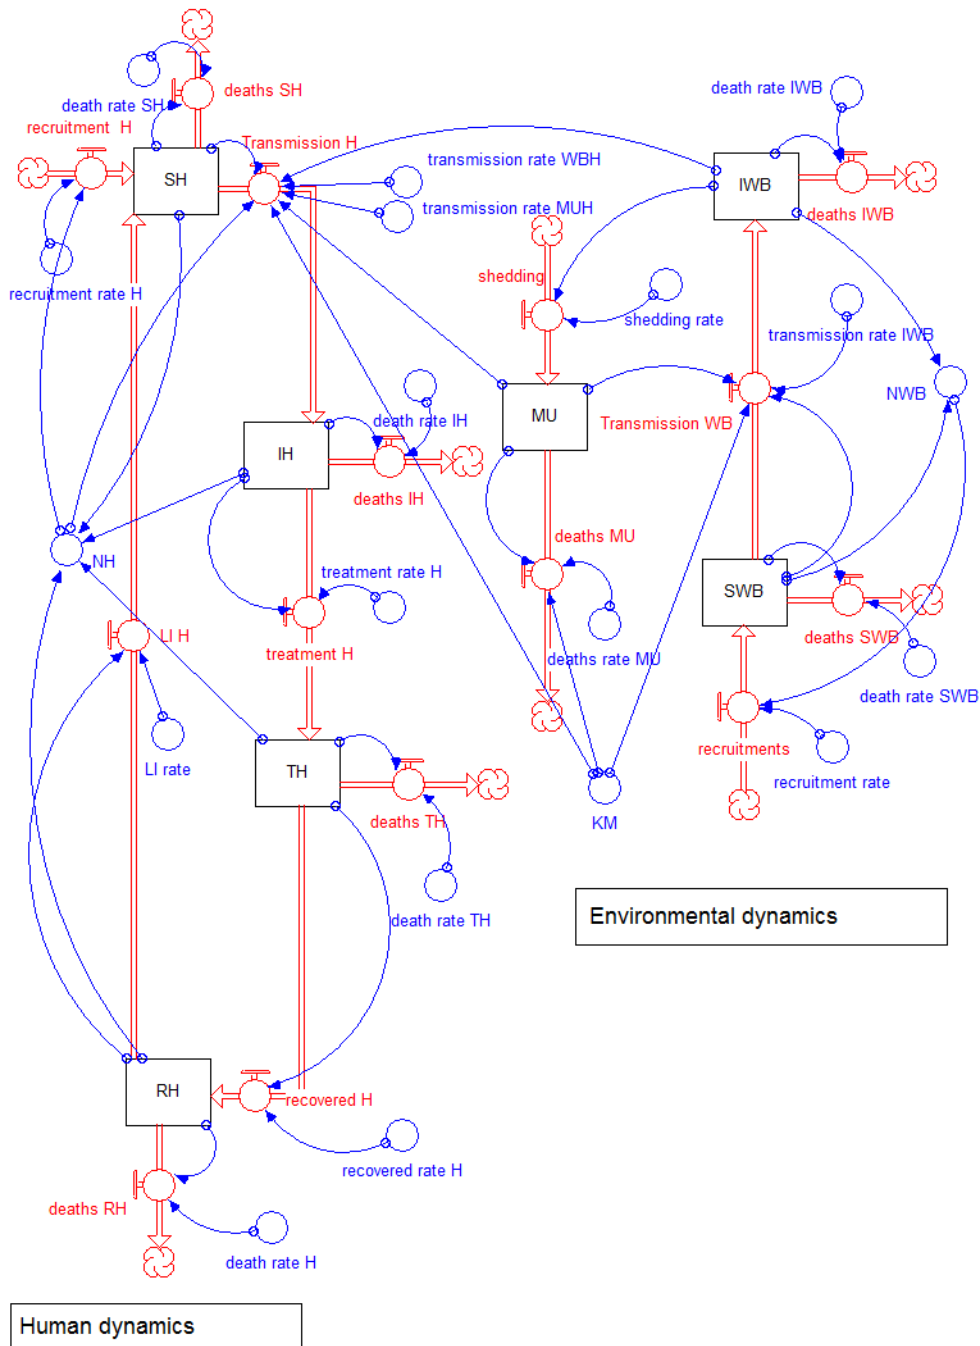 deaths SH
death rate SH
recruitment H
Transmission H
SH
transmission rate WBH
transmission rate MUH
recruitment rate H
death rate IWB
IWB
deaths IWB
shedding
shedding rate
transmission rate IWB
NWB
MU
Transmission WB
death rate IH
IH
deaths IH
NH
deaths MU
treatment rate H
treatment H
LI H
LI rate
deaths rate MU
SWB
deaths SWB
death rate SWB
recruitments
recruitment rate
TH
deaths TH
KM
death rate TH
Environmental dynamics
RH
recovered H
recovered rate H
deaths RH
death rate H
Human dynamics